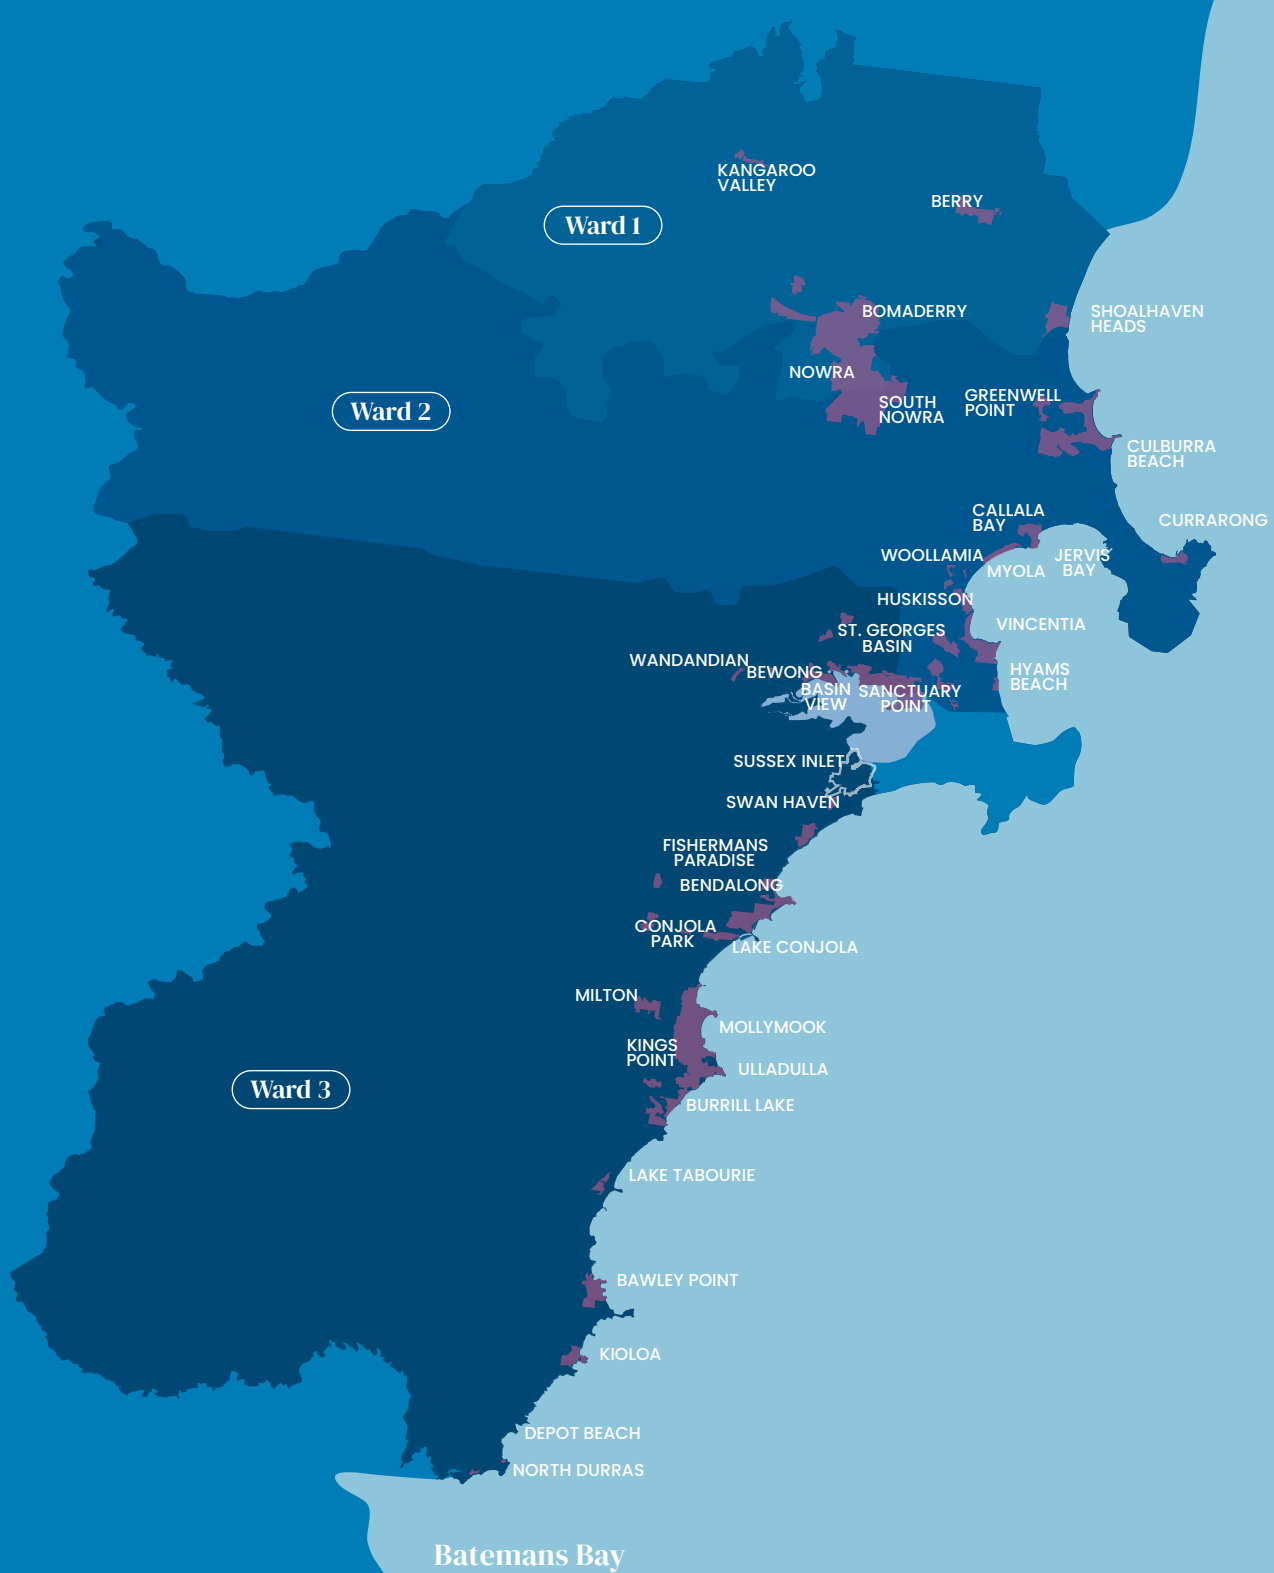 KANGAROO
VALLEY
BERRY
Ward 1
BOMADERRY
SHOALHAVEN
HEADS
NOWRA
Ward 2
SOUTH
NOWRA
GREENWELL
POINT
CULBURRA
BEACH
CALLALA
BAY
CURRARONG
WOOLLAMIA
JERVIS
BAY
MYOLA
HUSKISSON
VINCENTIA
ST. GEORGES
BASIN
WANDANDIAN
BEWONG
HYAMS
BEACH
BASIN
VIEW
SANCTUARY
POINT
SUSSEX INLET
SWAN HAVEN
FISHERMANS
PARADISE
BENDALONG
CONJOLA
PARK
LAKE CONJOLA
MILTON
MOLLYMOOK
KINGS
POINT
ULLADULLA
Ward 3
BURRILL LAKE
LAKE TABOURIE
BAWLEY POINT
KIOLOA
DEPOT BEACH
NORTH DURRAS
Batemans Bay